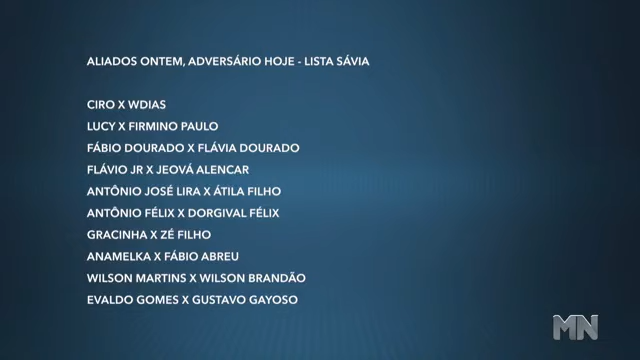 ALIADOS ONTEM, ADVERSÁRIO HOJE - LISTA SÁVIA
CIRO X WDIAS
LUCY X FIRMINO PAULO
FÁBIO DOURADO X FLÁVIA DOURADO
FLÁVIO JR X JEOVÁ ALENCAR
ANTÔNIO JOSÉ LIRA X ÁTILA FILHO
ANTÔNIO FÉLIX X DORGIVAL FÉLIX
GRACINHA X ZÉ FILHO
ANAMELKA X FÁBIO ABREU
WILSON MARTINS X WILSON BRANDÃO
EVALDO GOMES X GUSTAVO GAYOSO
MN